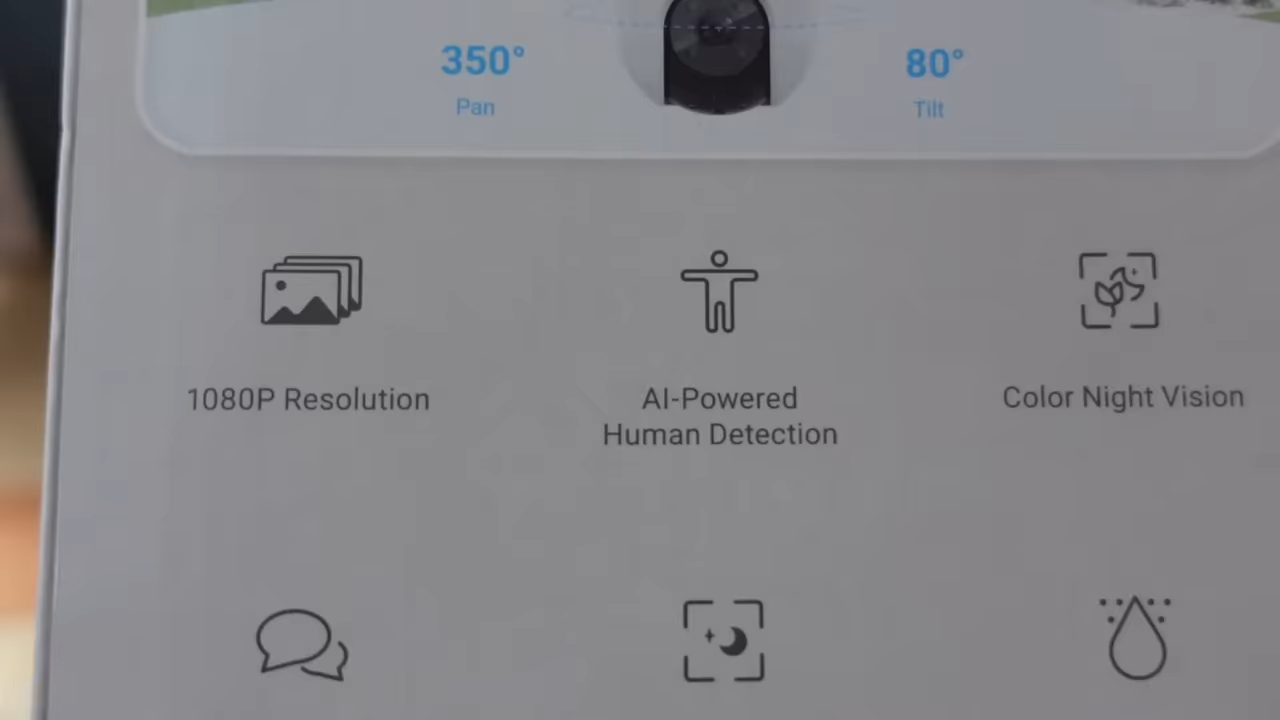 350°
Pan
80°
Tilt
1080P Resolution
AI-Powered
Human Detection
Color Night Vision